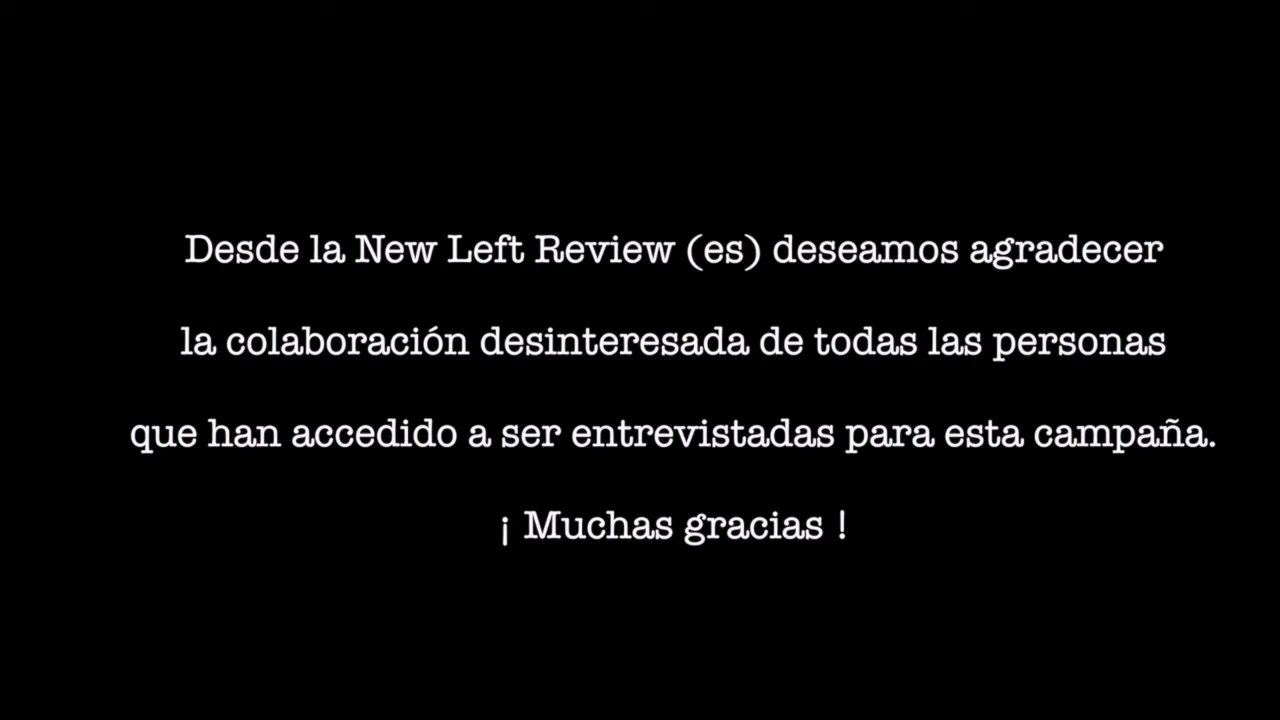 Desde la New Left Review (es) deseamos agradecer
la colaboración desinteresada de todas las personas
que han accedido a ser entrevistadas para esta campaña.
¡ Muchas gracias !